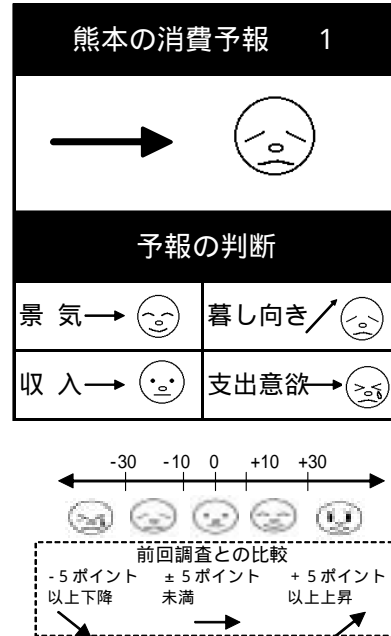 熊本の消費予報 1
予報の判断
景 気 暮し向き
収 入 支出意欲
-30 -10 0 +10 +30
前回調査との比較
-5ポイント ±5ポイント +5ポイント
以上下降 未満 以上上昇